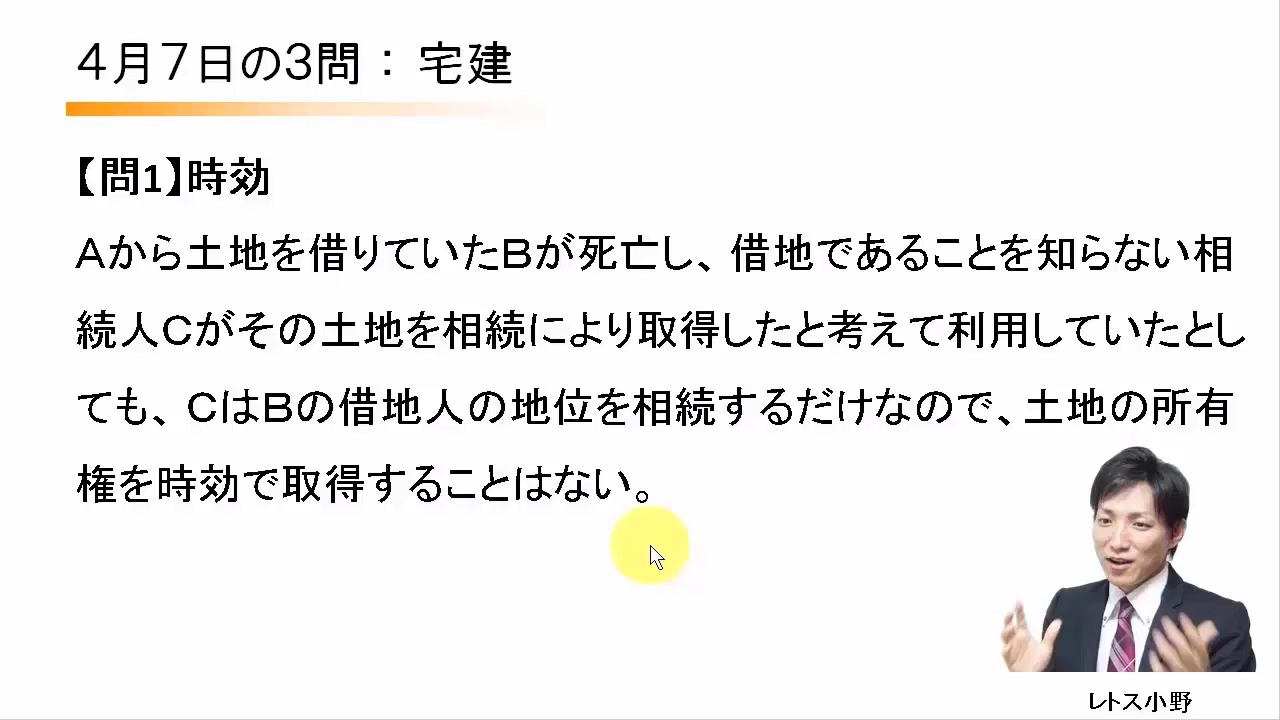 ４月７日の３問：宅建
【問1】時効
Ａから土地を借りていたＢが死亡し、借地であることを知らない相
続人Ｃがその土地を相続により取得したと考えて利用していたとし
ても、ＣはＢの借地人の地位を相続するだけなので、土地の所有
権を時効で取得することはない。
レトス小野